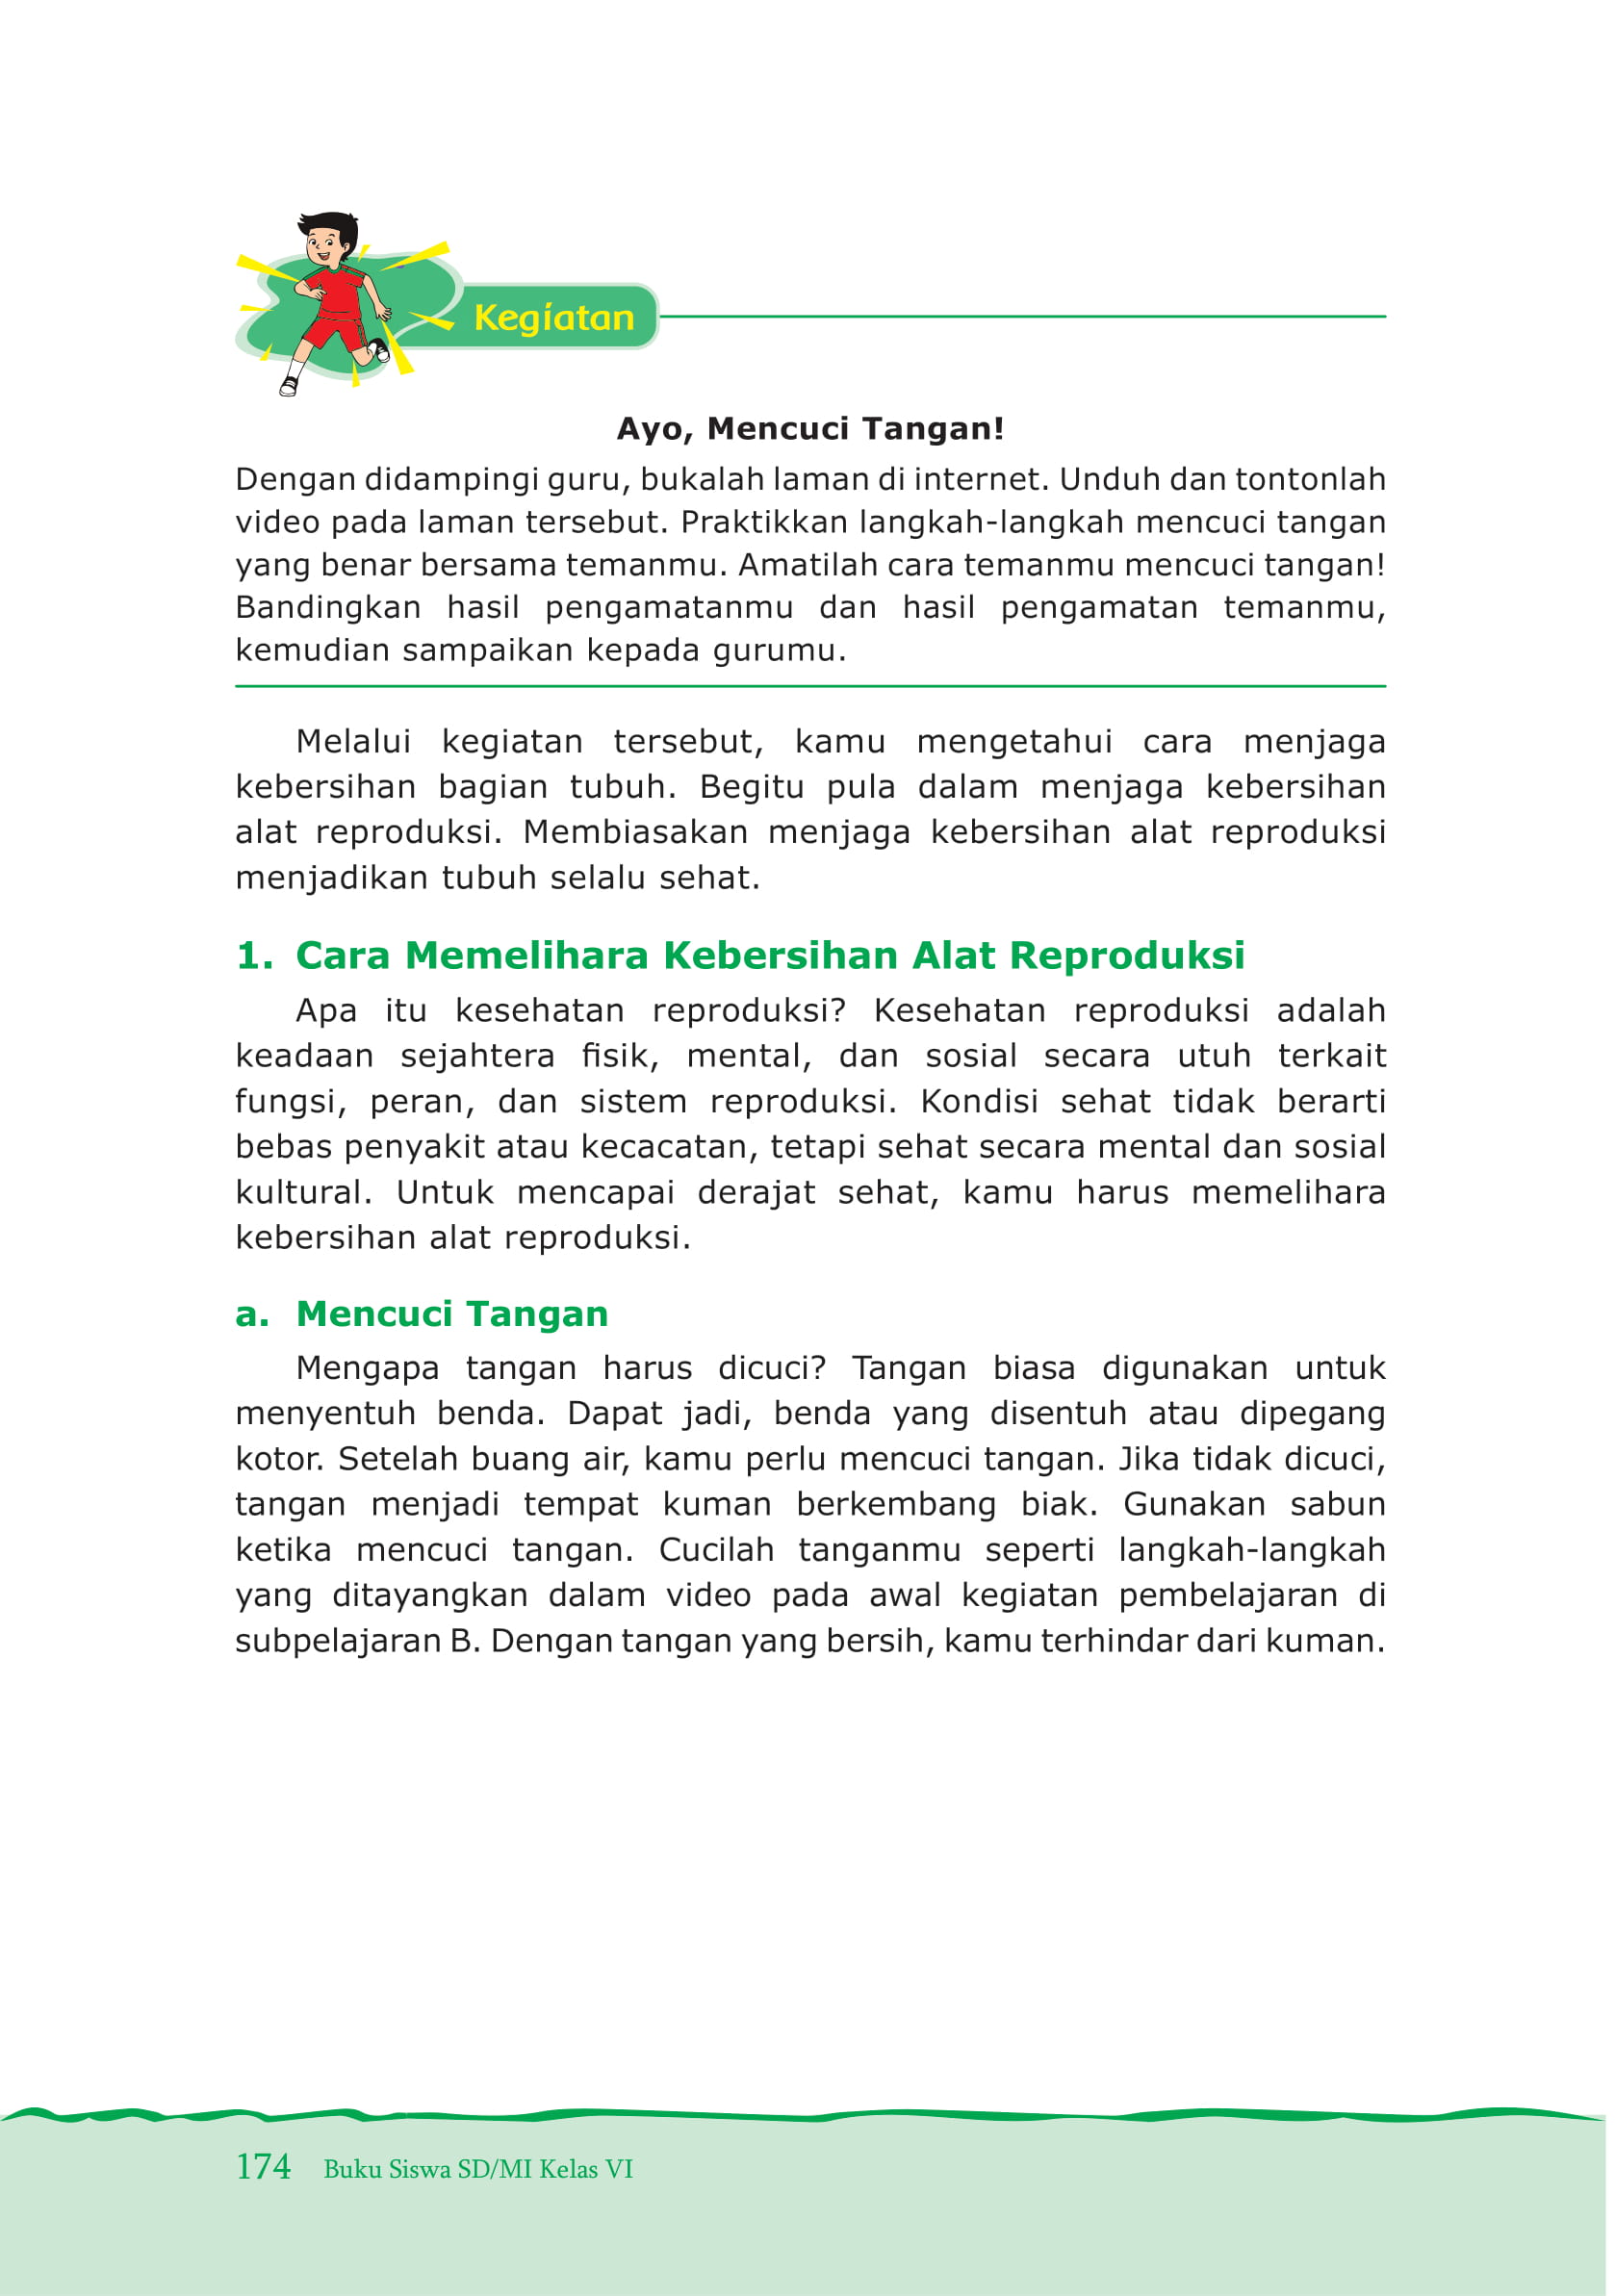 Kegiatan
Ayo, Mencuci Tangan!
Dengan didampingi guru, bukalah laman di internet. Unduh dan tontonlah
video pada laman tersebut. Praktikkan langkah-langkah mencuci tangan
yang benar bersama temanmu. Amatilah cara temanmu mencuci tangan!
Bandingkan hasil pengamatanmu dan hasil pengamatan temanmu,
kemudian sampaikan kepada gurumu.
Melalui kegiatan tersebut, kamu mengetahui cara menjaga
kebersihan bagian tubuh. Begitu pula dalam menjaga kebersihan
alat reproduksi. Membiasakan menjaga kebersihan alat reproduksi
menjadikan tubuh selalu sehat.
1. Cara Memelihara Kebersihan Alat Reproduksi
Apa itu kesehatan reproduksi? Kesehatan reproduksi adalah
keadaan sejahtera fisik, mental, dan sosial secara utuh terkait
fungsi, peran, dan sistem reproduksi. Kondisi sehat tidak berarti
bebas penyakit atau kecacatan, tetapi sehat secara mental dan sosial
kultural. Untuk mencapai derajat sehat, kamu harus memelihara
kebersihan alat reproduksi.
a. Mencuci Tangan
Mengapa tangan harus dicuci? Tangan biasa digunakan untuk
menyentuh benda. Dapat jadi, benda yang disentuh atau dipegang
kotor. Setelah buang air, kamu perlu mencuci tangan. Jika tidak dicuci,
tangan menjadi tempat kuman berkembang biak. Gunakan sabun
ketika mencuci tangan. Cucilah tanganmu seperti langkah-langkah
yang ditayangkan dalam video pada awal kegiatan pembelajaran di
subpelajaran B. Dengan tangan yang bersih, kamu terhindar dari kuman.
174 Buku Siswa SD/MI Kelas VI